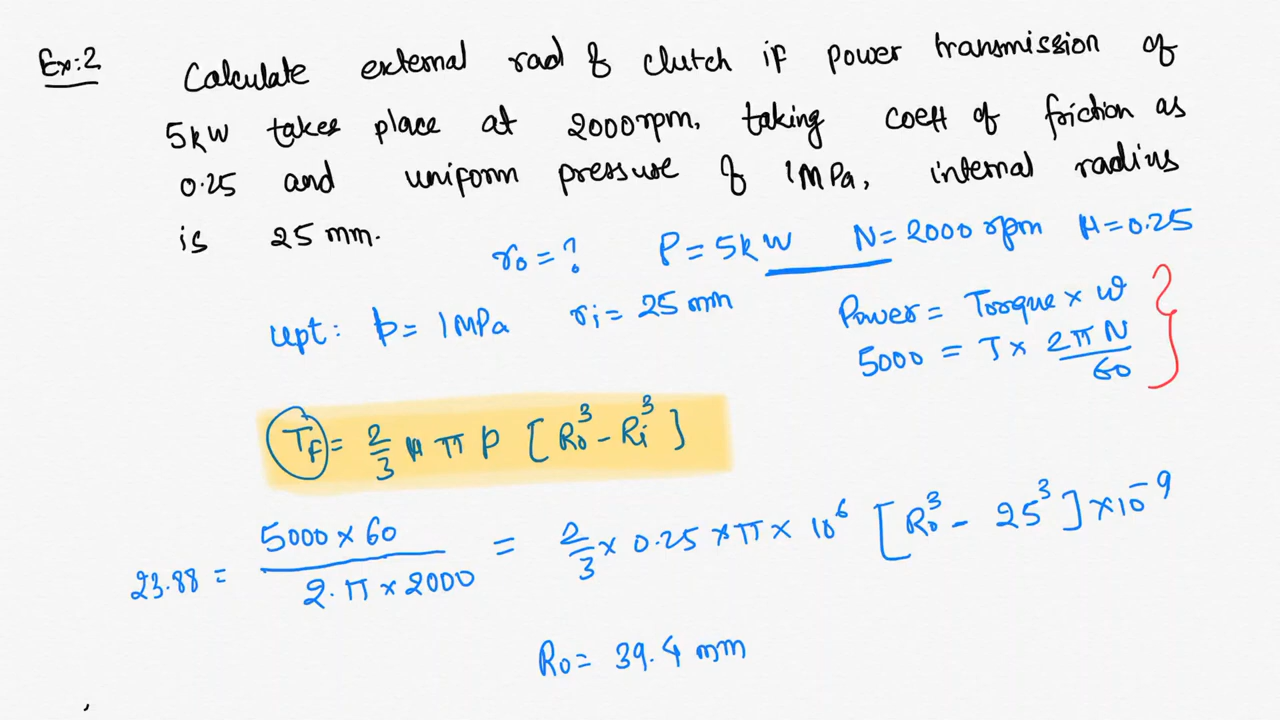 Ex:2 Calculate external rad of clutch if power transmission of
5kW takes place at 2000rpm, taking coeff of friction as
0.25 and uniform pressure of 1MPa, internal radius
is 25mm.
r₀ = ? P = 5kW N = 2000 rpm μ = 0.25
upt: p = 1MPa rᵢ = 25 mm
Power = Torque × ω
5000 = T × 2πN/60
T_F = 2/3 μ π p [R₀³ - Rᵢ³]
23.88 = 5000 × 60 / 2.π × 2000 = 2/3 × 0.25 × π × 10⁶ [R₀³ - 25³] × 10⁻⁹
R₀ = 39.4 mm